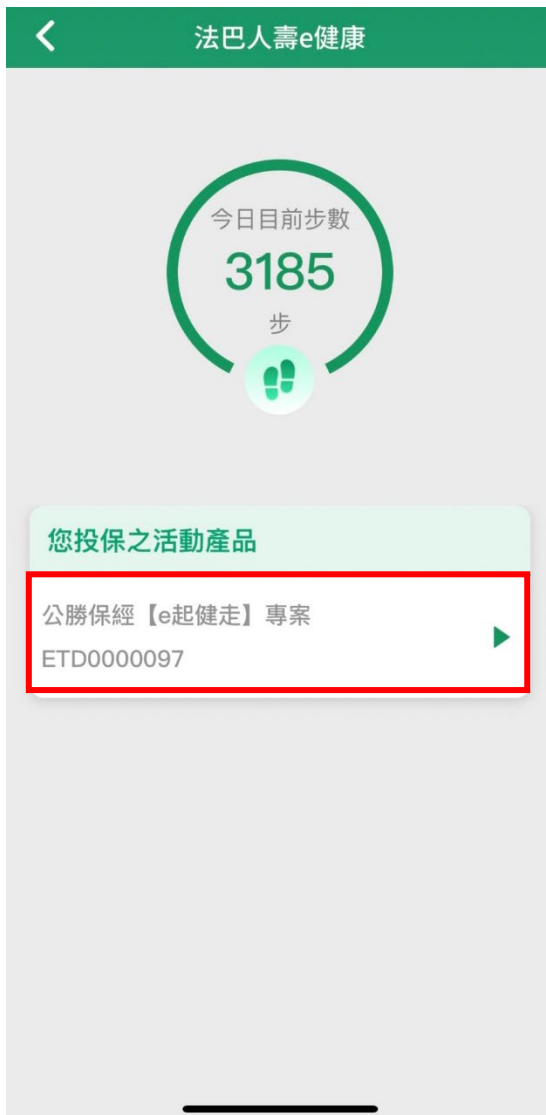 法巴人壽e健康
今日目前步數
3185
步
您投保之活動產品
公勝保經【e起健走】專案
ETD0000097